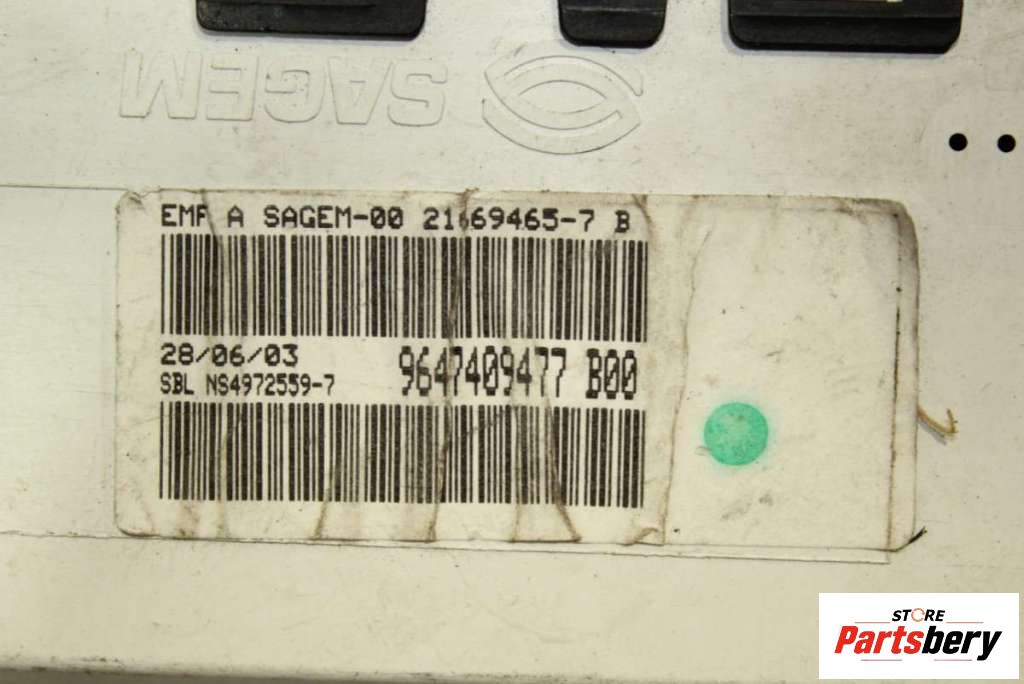 SAGEM
EMF A SAGEM-00 21669465-7 B
28/06/03
9647409477 B00
SBL NS4972559-7
STORE
Partsbery